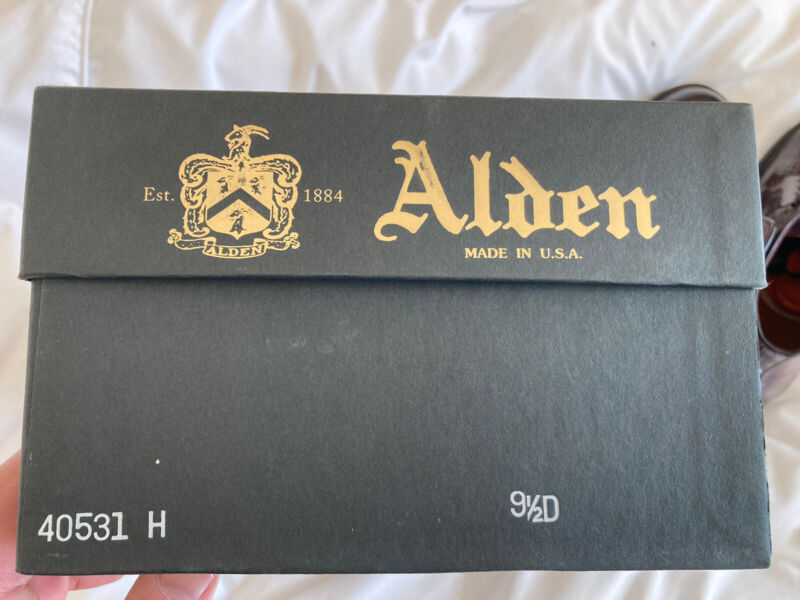 Est. 1884
ALDEN
Alden
MADE IN U.S.A.
40531 H
9½D